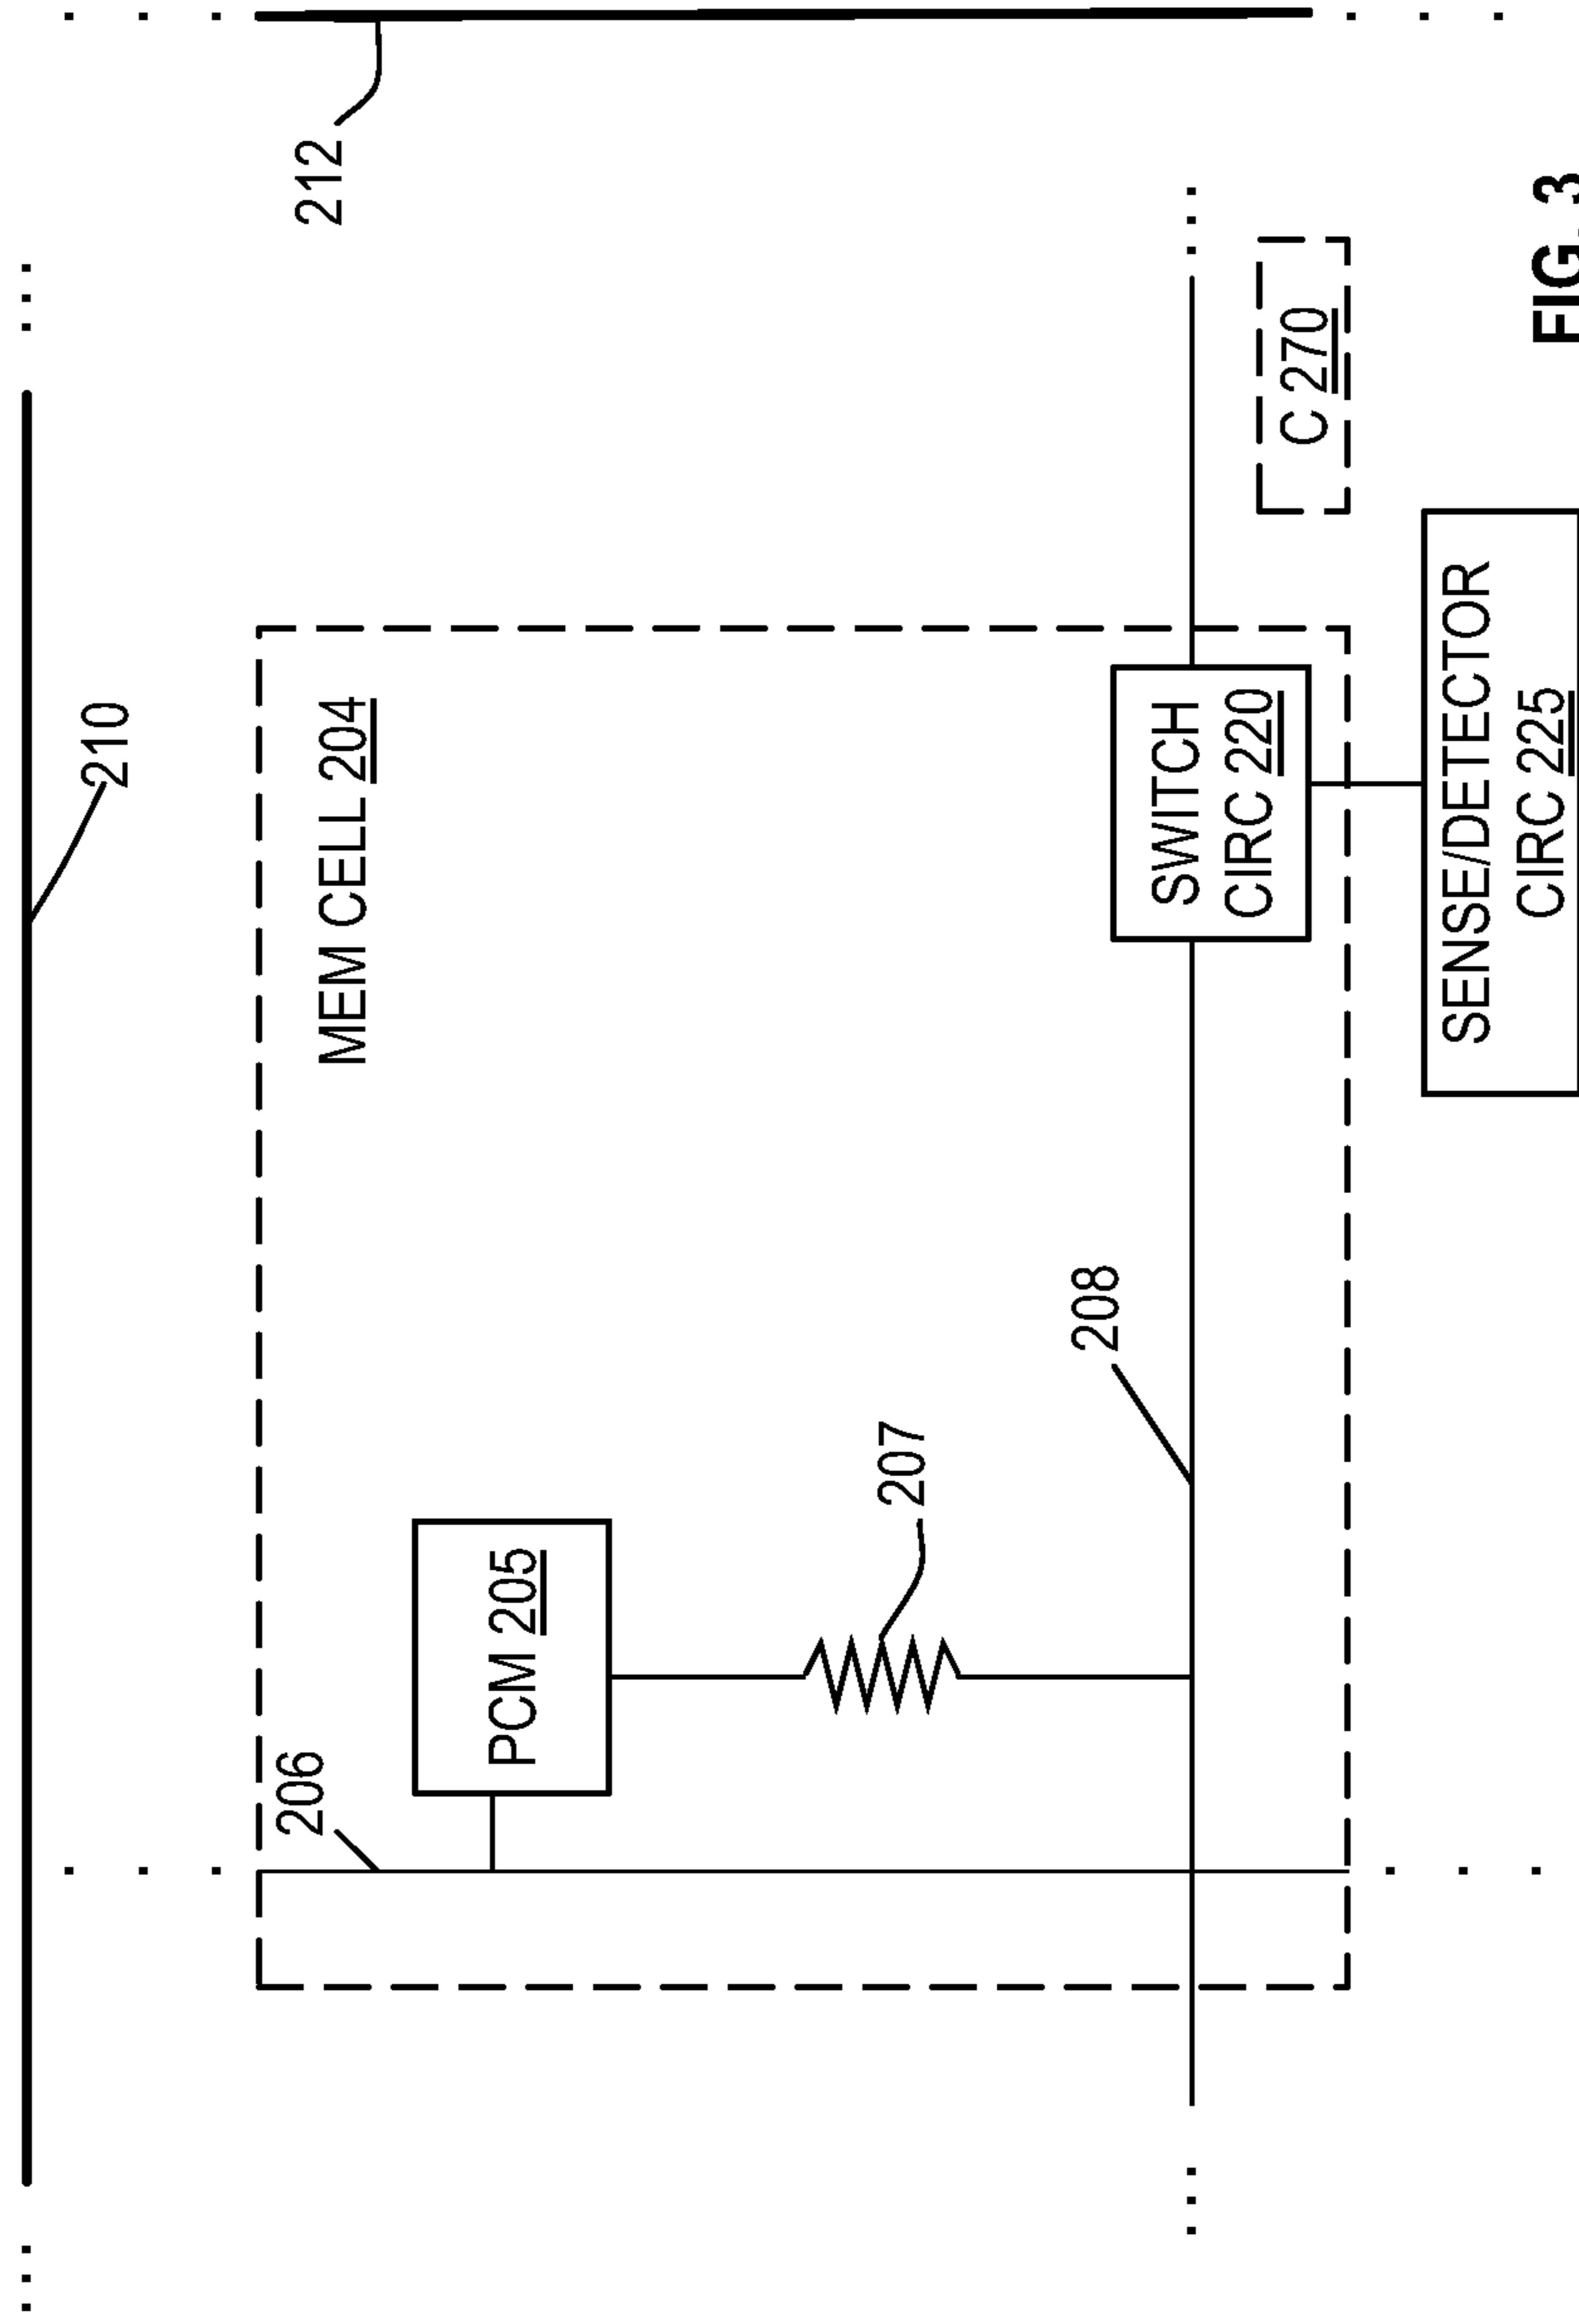 210
212
MEM CELL 204
206
PCM 205
207
208
SWITCH
CIRC 220
C 270
SENSE/DETECTOR
CIRC 225
FIG. 3